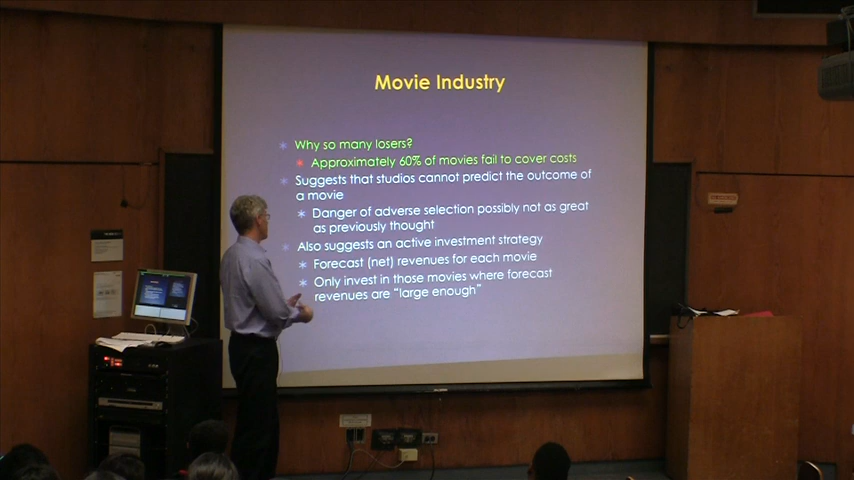 Movie Industry
Why so many losers?
Approximately 60% of movies fail to cover costs
Suggests that studios cannot predict the outcome of
a movie
Danger of adverse selection possibly not as great
as previously thought
Also suggests an active investment strategy
Forecast (net) revenues for each movie
Only invest in those movies where forecast
revenues are “large enough”